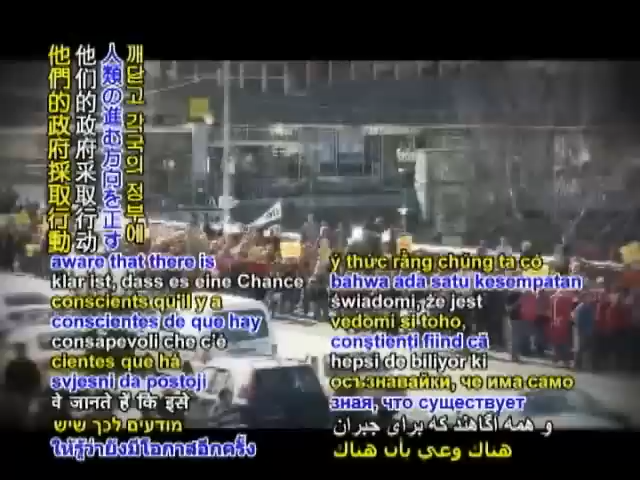 他們的政府採取行動
他们的政府采取行动
人類の進む方向を正す
깨닫고 각국의 정부에
aware that there is
klar ist, dass es eine Chance
conscients qu'il y a
conscientes de que hay
consapevoli che c'é
cientes que há
svjesni da postoji
वे जानते हैं कि इसे
מודעים לכך שיש
ให้รู้ว่ายังมีโอกาสอีกครั้ง
ý thức rằng chúng ta có
bahwa ada satu kesempatan
świadomi, że jest
vedomi si toho,
conştienţi fiind că
hepsi de biliyor ki
осъзнавайки, че има само
зная, что существует
و همه آگاهند که برای جبران
هناك وعي بأن هناك